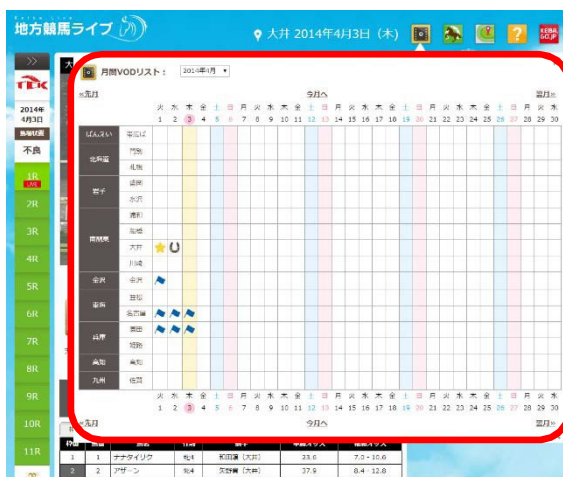 地方競馬ライブ
大井 2014年4月3日（木）
?
KEIBA.GO.JP
>>
TCK
2014年
4月3日
不良
1R
LIVE
2R
3R
4R
5R
6R
7R
8R
9R
10R
11R
月間VODリスト： 2014年4月
«先月 今月へ 翌月»
火 水 木 金 土 日 月 火 水 木 金 土 日 月 火 水 木 金 土 日 月 火 水 木 金 土 日 月 火 水
1 2 3 4 5 6 7 8 9 10 11 12 13 14 15 16 17 18 19 20 21 22 23 24 25 26 27 28 29 30
ばんえい 帯広ば
北海道 門別
札幌
岩手 盛岡
水沢
南関東 浦和
船橋
大井
川崎
金沢 金沢
東海 笠松
名古屋
兵庫 園田
姫路
高知 高知
九州 佐賀
火 水 木 金 土 日 月 火 水 木 金 土 日 月 火 水 木 金 土 日 月 火 水 木 金 土 日 月 火 水
1 2 3 4 5 6 7 8 9 10 11 12 13 14 15 16 17 18 19 20 21 22 23 24 25 26 27 28 29 30
«先月 今月へ 翌月»
1 1 ナナタイリク 牝4 和田譲（大井） 23.6 7.0 - 10.6
2 2 アザーン 牝4 矢野貴（大井） 37.9 8.4 - 12.8